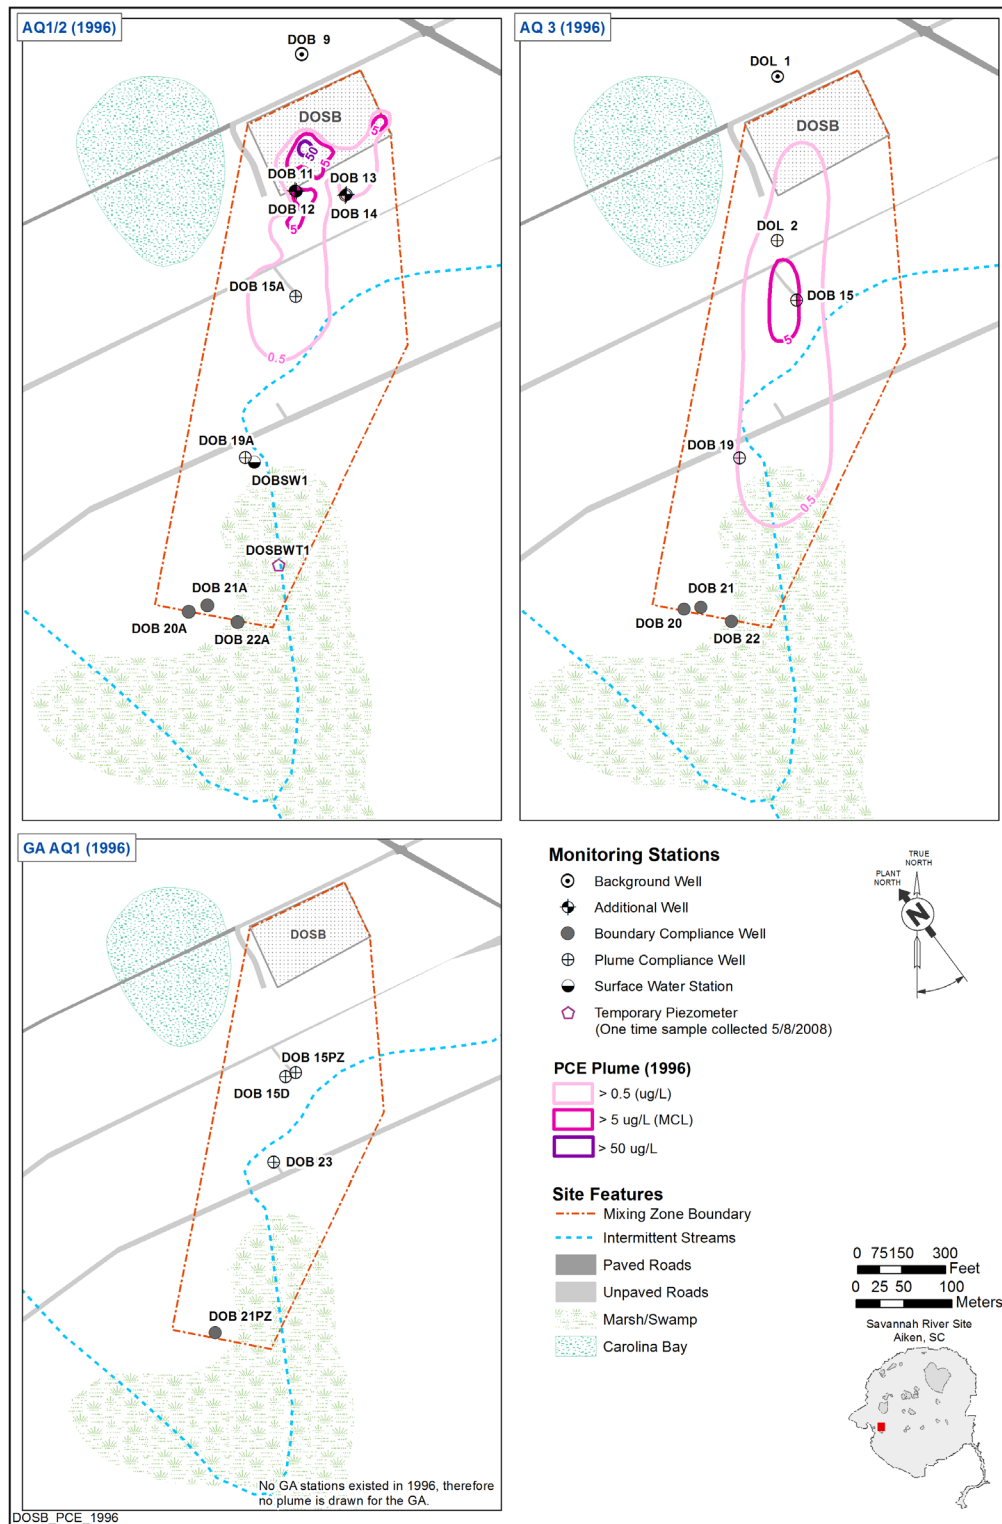 AQ1/2 (1996)
DOB 9
DOSB
5
50
5
DOB 11
DOB 13
DOB 12
DOB 14
5
DOB 15A
0.5
DOB 19A
DOBSW1
DOSBWT1
DOB 21A
DOB 20A
DOB 22A
AQ 3 (1996)
DOL 1
DOSB
DOL 2
DOB 15
5
DOB 19
0.5
DOB 21
DOB 20
DOB 22
GA AQ1 (1996)
DOSB
DOB 15PZ
DOB 15D
DOB 23
DOB 21PZ
No GA stations existed in 1996, therefore
no plume is drawn for the GA.
Monitoring Stations
Background Well
Additional Well
Boundary Compliance Well
Plume Compliance Well
Surface Water Station
Temporary Piezometer
(One time sample collected 5/8/2008)
TRUE
NORTH
PLANT
NORTH
N
PCE Plume (1996)
> 0.5 (ug/L)
> 5 ug/L (MCL)
> 50 ug/L
Site Features
Mixing Zone Boundary
Intermittent Streams
Paved Roads
Unpaved Roads
Marsh/Swamp
Carolina Bay
0 75 150 300
Feet
0 25 50 100
Meters
Savannah River Site
Aiken, SC
DOSB_PCE_1996